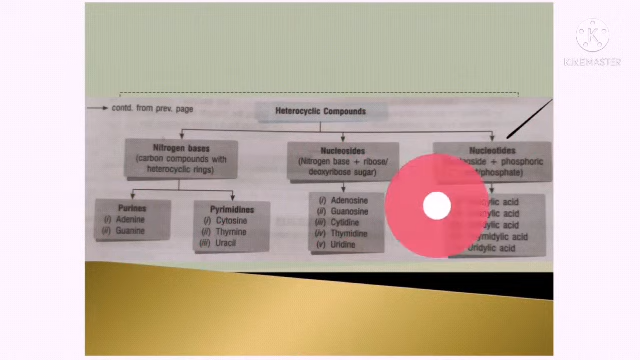 KINEMASTER
contd. from prev. page
Heterocyclic Compounds
Nitrogen bases
(carbon compounds with
heterocyclic rings)
Nucleosides
(Nitrogen base + ribose/
deoxyribose sugar)
Nucleotides
+ phosphoric
Purines
(i) Adenine
(ii) Guanine
Pyrimidines
(i) Cytosine
(ii) Thymine
(iii) Uracil
(i) Adenosine
(ii) Guanosine
(iii) Cytidine
(iv) Thymidine
(v) Uridine
acid
acid
acid
acid
acid